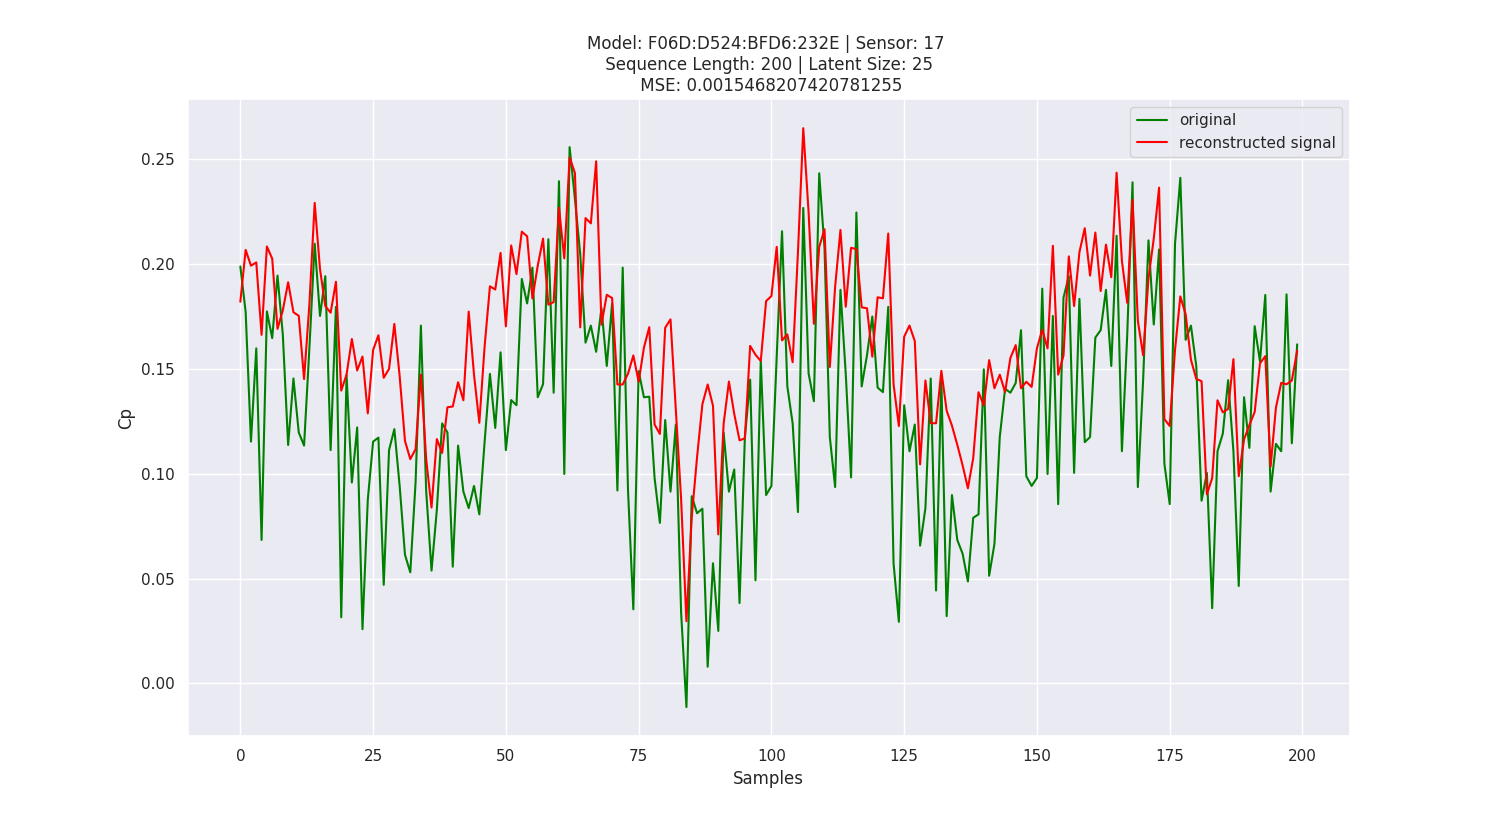 Model: F06D:D524:BFD6:232E | Sensor: 17
Sequence Length: 200 | Latent Size: 25
MSE: 0.0015468207420781255
original
reconstructed signal
0.25
0.20
0.15
0.10
0.05
0.00
Cp
0 25 50 75 100 125 150 175 200
Samples